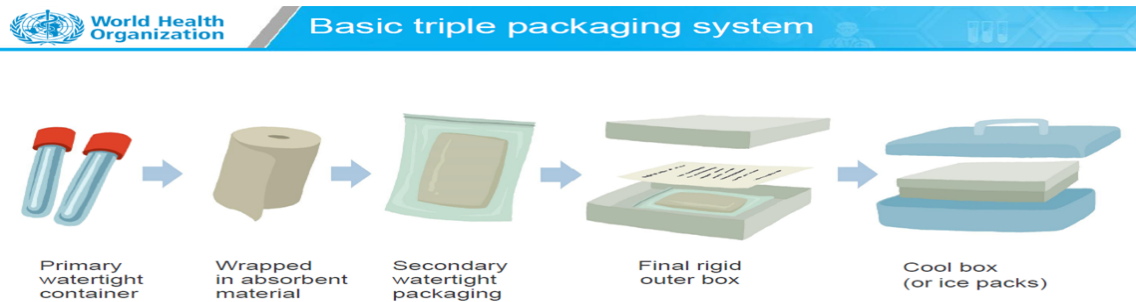 World Health
Organization
Basic triple packaging system
Primary
watertight
container
Wrapped
in absorbent
material
Secondary
watertight
packaging
Final rigid
outer box
Cool box
(or ice packs)